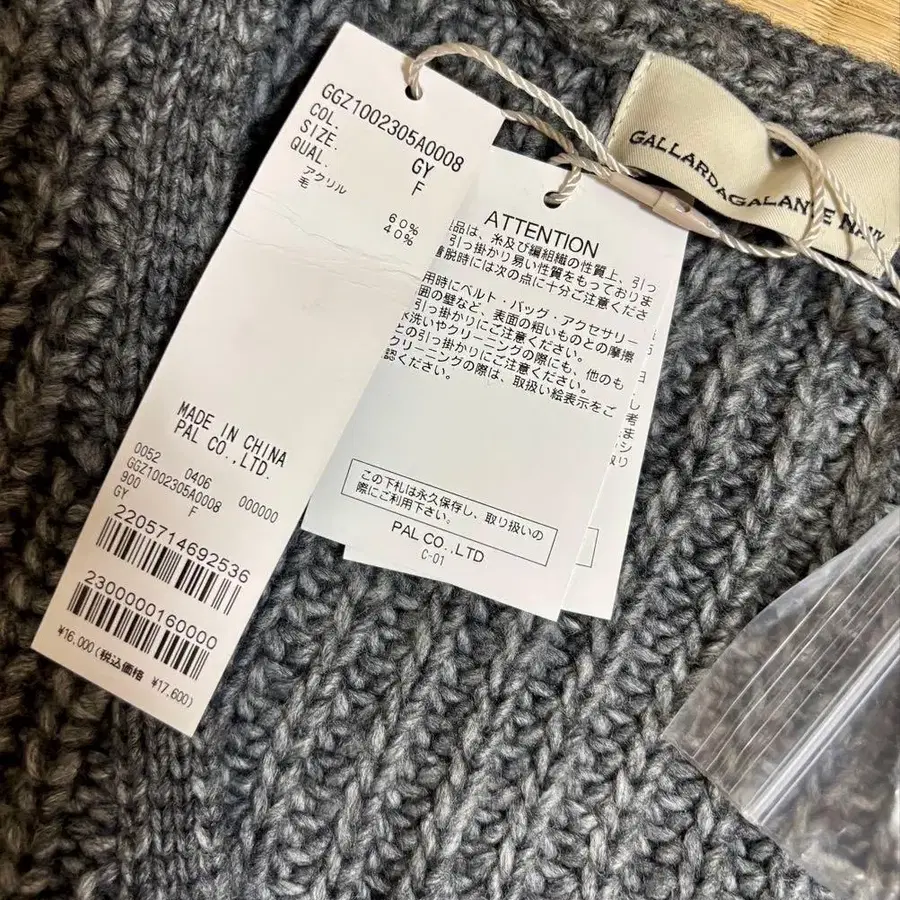 GGZ1002305A0008
COL. GY
SIZE. F
QUAL.
アクリル 60%
毛 40%
MADE IN CHINA
PAL CO.,LTD.
0052 0406 000000
GGZ1002305A0008
900 F
GY
2205714692536
2300000160000
¥16,000(税込価格 ¥17,600)
ATTENTION
品は、糸及び編組織の性質上、引っ
引っ掛かり易い性質をもっておりま
着脱時には次の点に十分ご注意くださ
用時にベルト・バッグ・アクセサリー
囲の壁など、表面の粗いものとの摩擦
引っ掛かりにご注意ください。
水洗いやクリーニングの際にも、他のも
との引っ掛かりにご注意ください。
クリーニングの際は、取扱い絵表示をご
認ください。
この下札は永久保存し、取り扱いの
際にご利用下さい。
PAL CO.,LTD
C-01
GALLARDAGALANTE NAVY